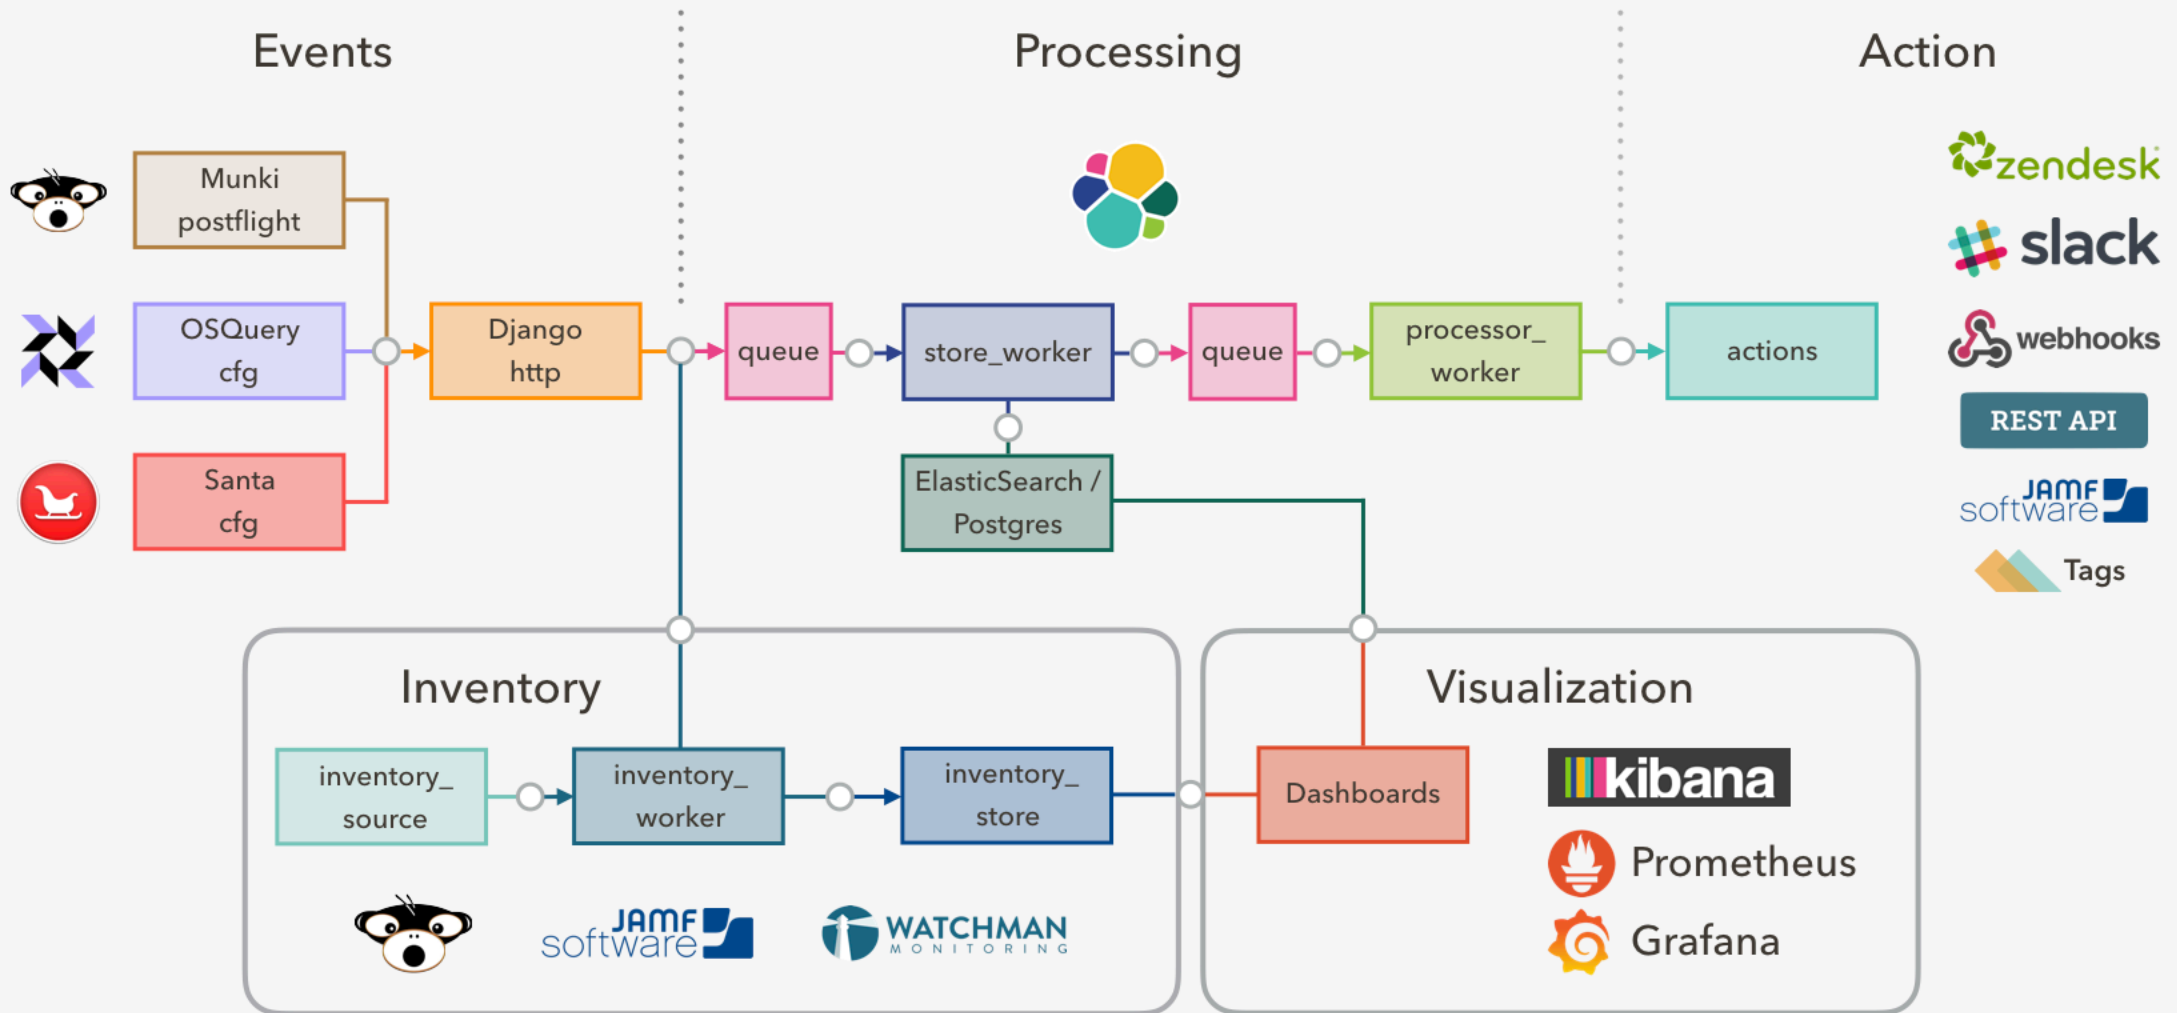 Events
Processing
Action
Munki
postflight
OSQuery
cfg
Santa
cfg
Django
http
queue
store_worker
queue
processor_
worker
actions
ElasticSearch /
Postgres
zendesk
slack
webhooks
REST API
JAMF
software
Tags
Inventory
inventory_
source
inventory_
worker
inventory_
store
JAMF
software
WATCHMAN
MONITORING
Visualization
Dashboards
kibana
Prometheus
Grafana